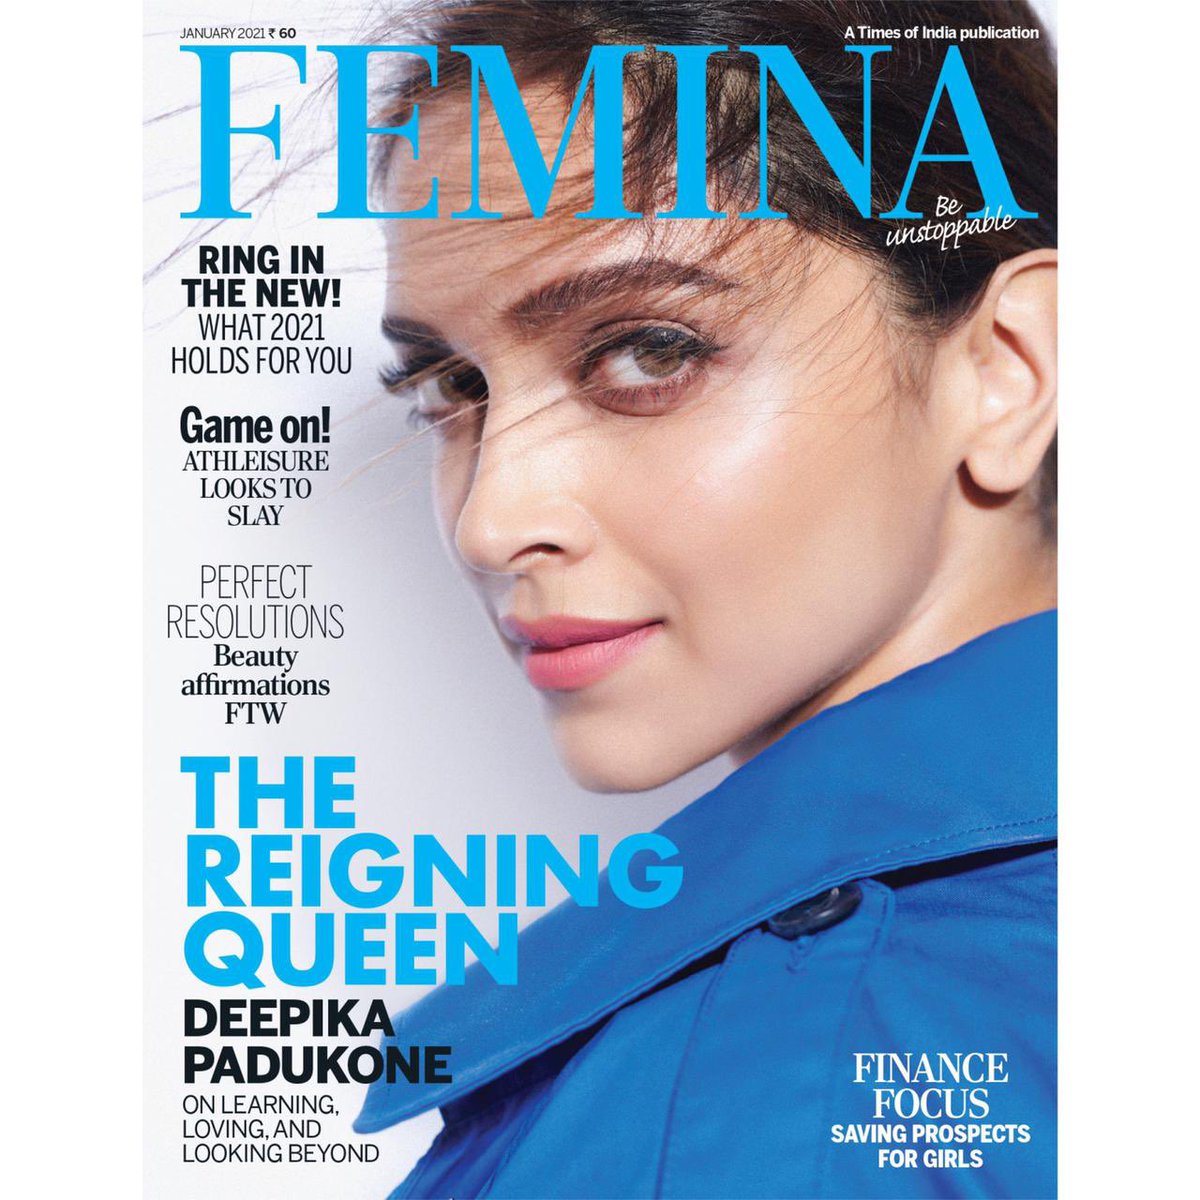 JANUARY 2021 ₹ 60
A Times of India publication
FEMINA
Be
unstoppable
RING IN
THE NEW!
WHAT 2021
HOLDS FOR YOU
Game on!
ATHLEISURE
LOOKS TO
SLAY
PERFECT
RESOLUTIONS
Beauty
affirmations
FTW
THE
REIGNING
QUEEN
DEEPIKA
PADUKONE
ON LEARNING,
LOVING, AND
LOOKING BEYOND
FINANCE
FOCUS
SAVING PROSPECTS
FOR GIRLS